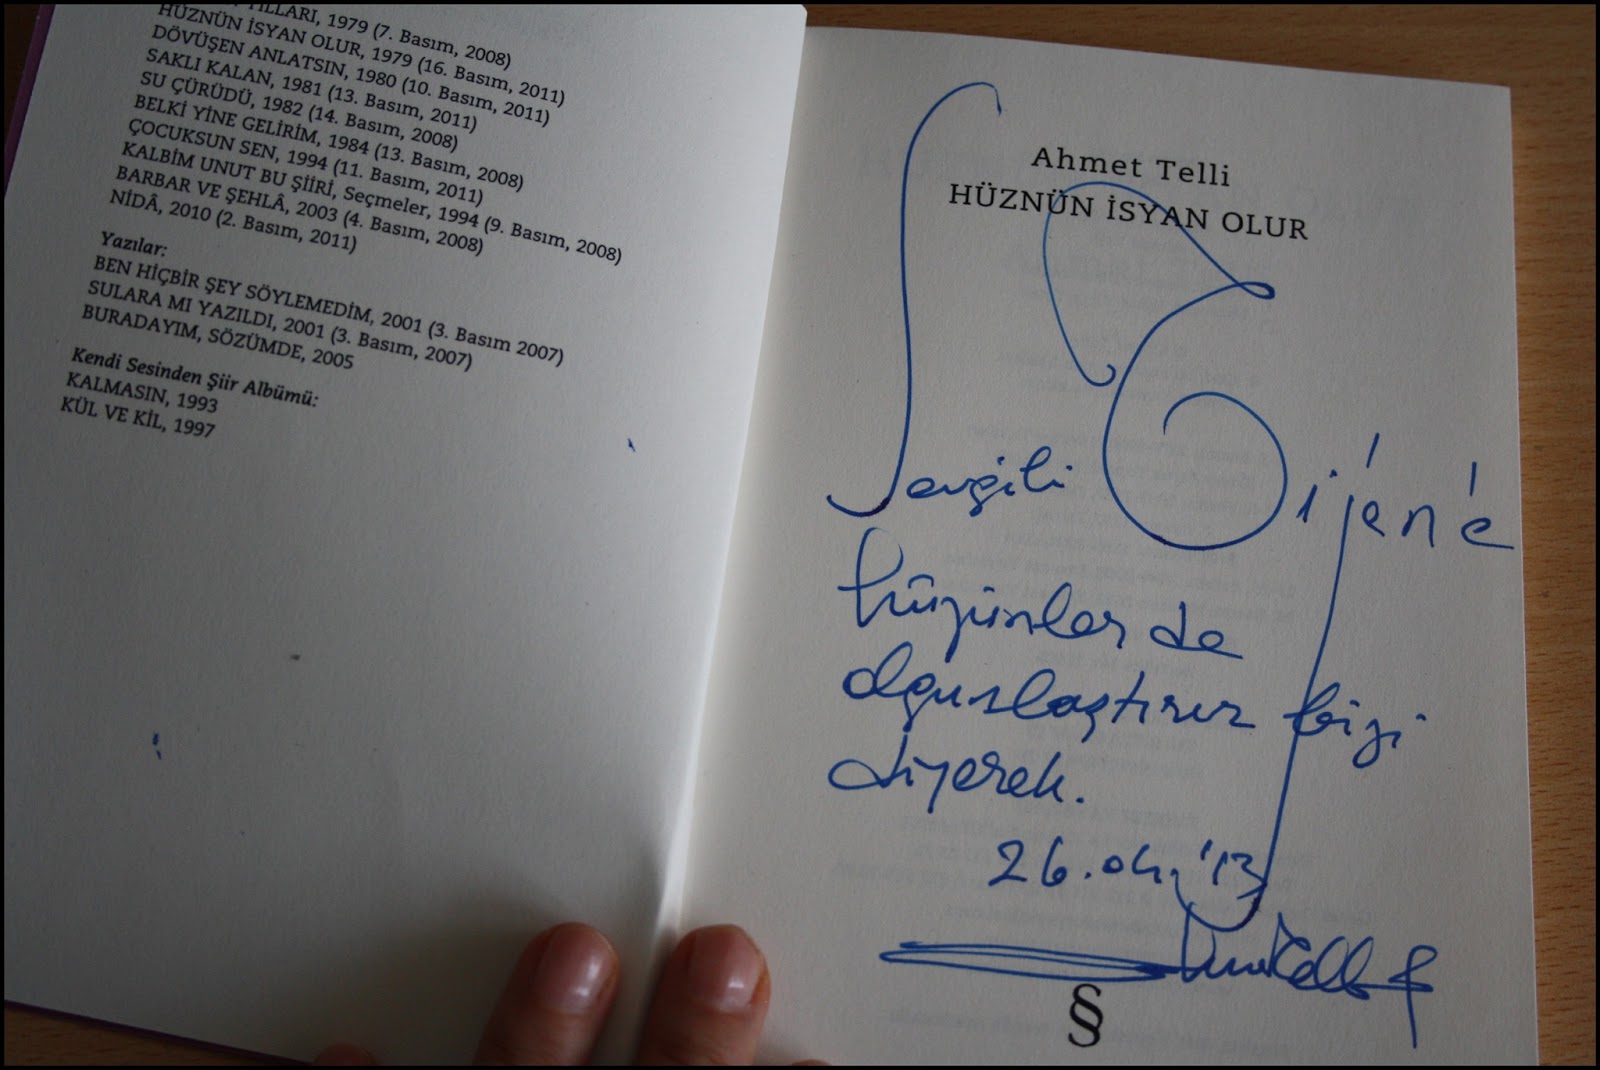 YILLARI, 1979 (7. Basım, 2008)
HÜZNÜN İSYAN OLUR, 1979 (16. Basım, 2011)
DÖVÜŞEN ANLATSIN, 1980 (10. Basım, 2011)
SAKLI KALAN, 1981 (13. Basım, 2011)
SU ÇÜRÜDÜ, 1982 (14. Basım, 2008)
BELKİ YİNE GELİRİM, 1984 (13. Basım, 2008)
ÇOCUKSUN SEN, 1994 (11. Basım, 2011)
KALBİM UNUT BU ŞİİRİ, Seçmeler, 1994 (9. Basım, 2008)
BARBAR VE ŞEHLÂ, 2003 (4. Basım, 2008)
NİDÂ, 2010 (2. Basım, 2011)
Yazılar:
BEN HİÇBİR ŞEY SÖYLEMEDİM, 2001 (3. Basım 2007)
SULARA MI YAZILDI, 2001 (3. Basım, 2007)
BURADAYIM, SÖZÜMDE, 2005
Kendi Sesinden Şiir Albümü:
KALMASIN, 1993
KÜL VE KİL, 1997
Ahmet Telli
HÜZNÜN İSYAN OLUR
Sevgili Tijen'e
hüzünler de
olgunlaştırır bizi
diyerek.
26. '13
§